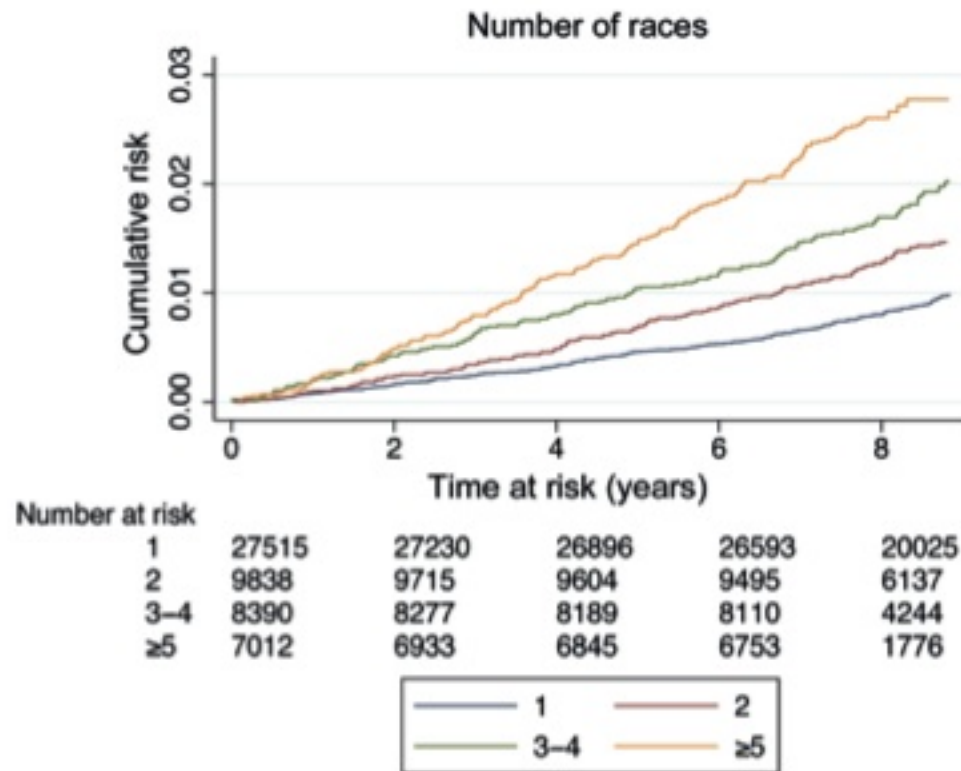 Number of races
0.03
0.02
0.01
0.00
Cumulative risk
0 2 4 6 8
Time at risk (years)
Number at risk
1 27515 27230 26896 26593 20025
2 9838 9715 9604 9495 6137
3–4 8390 8277 8189 8110 4244
≥5 7012 6933 6845 6753 1776
1 2
3–4 ≥5